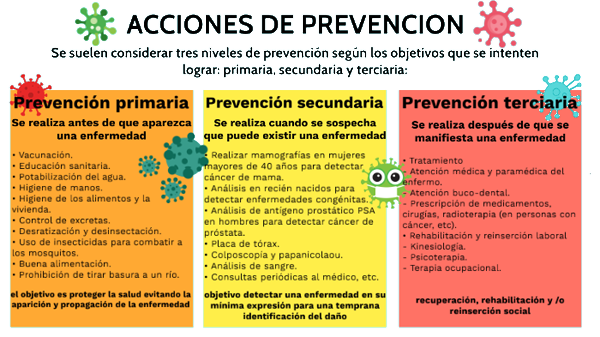 ACCIONES DE PREVENCION
Se suelen considerar tres niveles de prevención según los objetivos que se intenten
lograr: primaria, secundaria y terciaria:
Prevención primaria
Se realiza antes de que aparezca
una enfermedad
• Vacunación.
• Educación sanitaria.
• Potabilización del agua.
• Higiene de manos.
• Higiene de los alimentos y la
vivienda.
• Control de excretas.
• Desratización y desinsectación.
• Uso de insecticidas para combatir a
los mosquitos.
• Buena alimentación.
• Prohibición de tirar basura a un río.
el objetivo es proteger la salud evitando la
aparición y propagación de la enfermedad
Prevención secundaria
Se realiza cuando se sospecha
que puede existir una enfermedad
• Realizar mamografías en mujeres
mayores de 40 años para detectar
cáncer de mama.
• Análisis en recién nacidos para
detectar enfermedades congénitas.
• Análisis de antígeno prostático PSA
en hombres para detectar cáncer de
próstata.
• Placa de tórax.
• Colposcopía y papanicolaou.
• Análisis de sangre.
• Consultas periódicas al médico, etc.
objetivo detectar una enfermedad en su
mínima expresión para una temprana
identificación del daño
Prevención terciaria
Se realiza después de que se
manifiesta una enfermedad
• Tratamiento
- Atención médica y paramédica del
enfermo.
- Atención buco-dental.
- Prescripción de medicamentos,
cirugías, radioterapia (en personas con
cáncer, etc).
• Rehabilitación y reinserción laboral
- Kinesiología.
- Psicoterapia.
- Terapia ocupacional.
recuperación, rehabilitación y /o
reinserción social